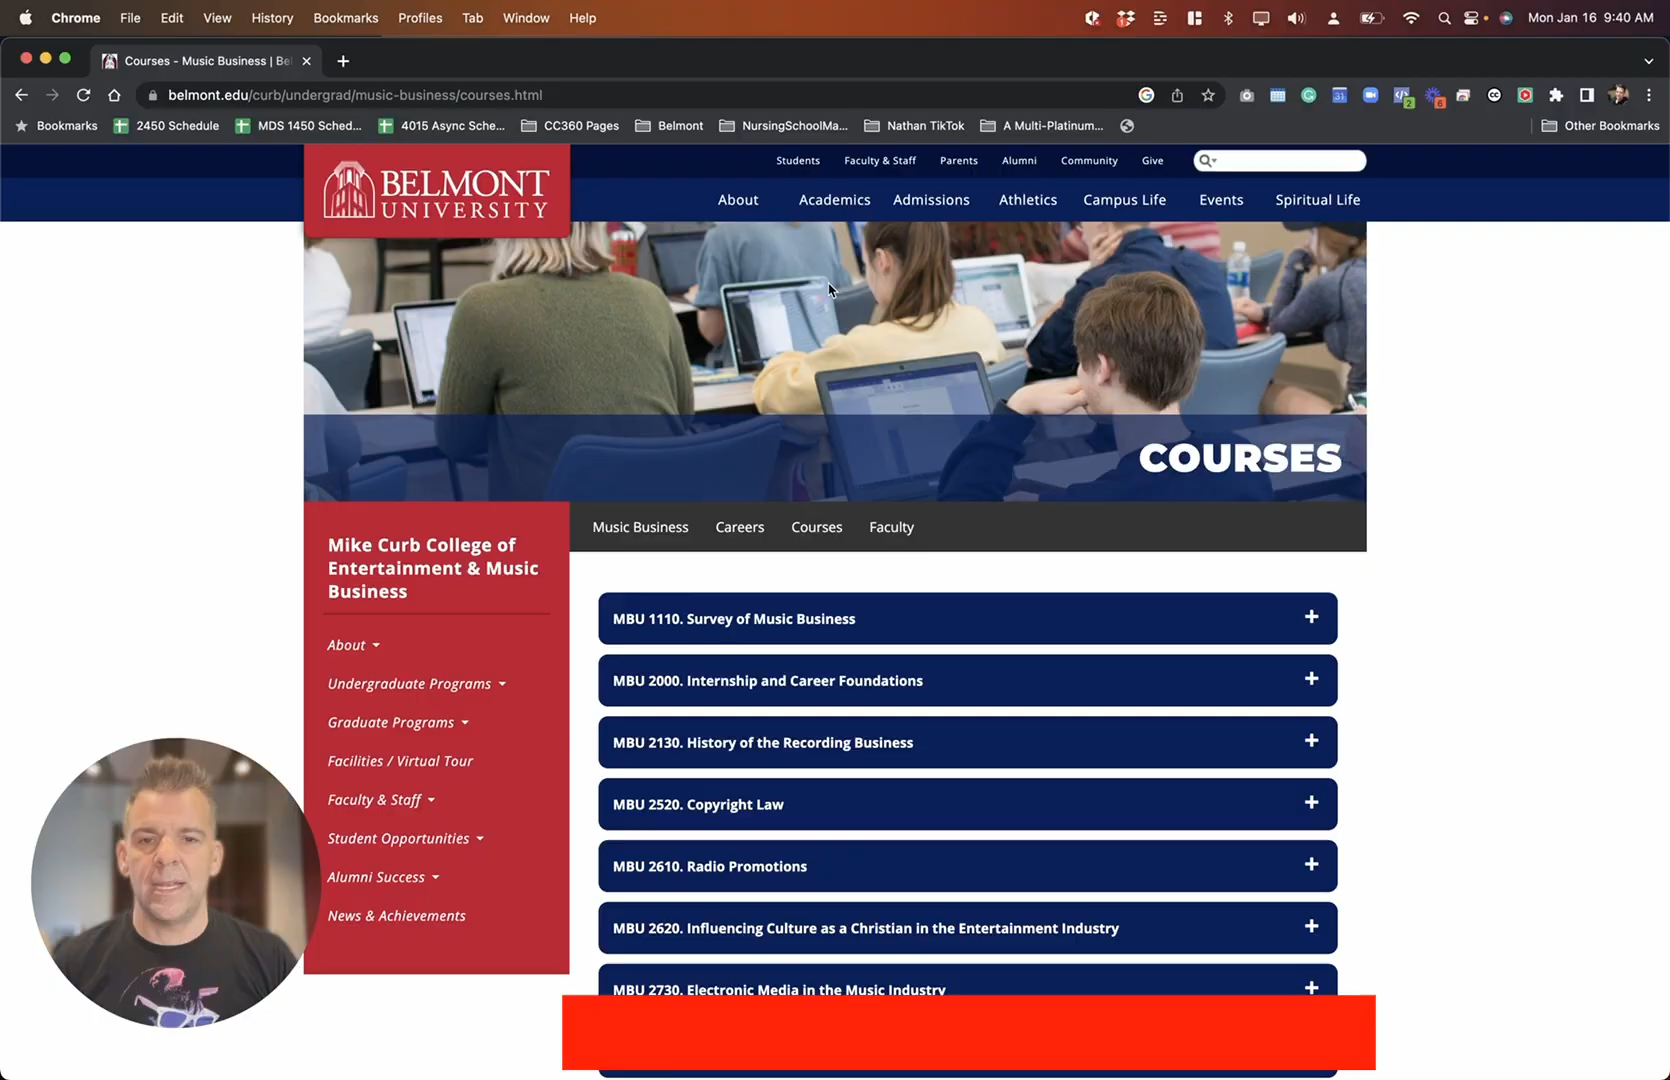 Chrome File Edit View History Bookmarks Profiles Tab Window Help Mon Jan 16 9:40 AM
Courses - Music Business | Be
belmont.edu/curb/undergrad/music-business/courses.html
Bookmarks 2450 Schedule MDS 1450 Sched... 4015 Async Sche... CC360 Pages Belmont NursingSchoolMa... Nathan TikTok A Multi-Platinum... Other Bookmarks
Students Faculty & Staff Parents Alumni Community Give
BELMONT
UNIVERSITY
About Academics Admissions Athletics Campus Life Events Spiritual Life
COURSES
Music Business Careers Courses Faculty
Mike Curb College of
Entertainment & Music
Business
About
Undergraduate Programs
Graduate Programs
Facilities / Virtual Tour
Faculty & Staff
Student Opportunities
Alumni Success
News & Achievements
MBU 1110. Survey of Music Business
MBU 2000. Internship and Career Foundations
MBU 2130. History of the Recording Business
MBU 2520. Copyright Law
MBU 2610. Radio Promotions
MBU 2620. Influencing Culture as a Christian in the Entertainment Industry
MBU 2730. Electronic Media in the Music Industry